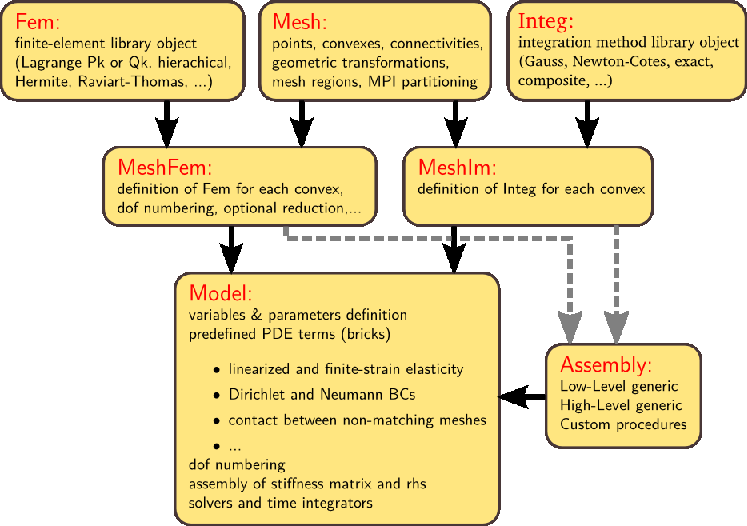 Fem:
finite-element library object
(Lagrange Pk or Qk, hierachical,
Hermite, Raviart-Thomas, ...)
Mesh:
points, convexes, connectivities,
geometric transformations,
mesh regions, MPI partitioning
Integ:
integration method library object
(Gauss, Newton-Cotes, exact,
composite, ...)
MeshFem:
definition of Fem for each convex,
dof numbering, optional reduction,...
MeshIm:
definition of Integ for each convex
Model:
variables & parameters definition
predefined PDE terms (bricks)
• linearized and finite-strain elasticity
• Dirichlet and Neumann BCs
• contact between non-matching meshes
• ...
dof numbering
assembly of stiffness matrix and rhs
solvers and time integrators
Assembly:
Low-Level generic
High-Level generic
Custom procedures